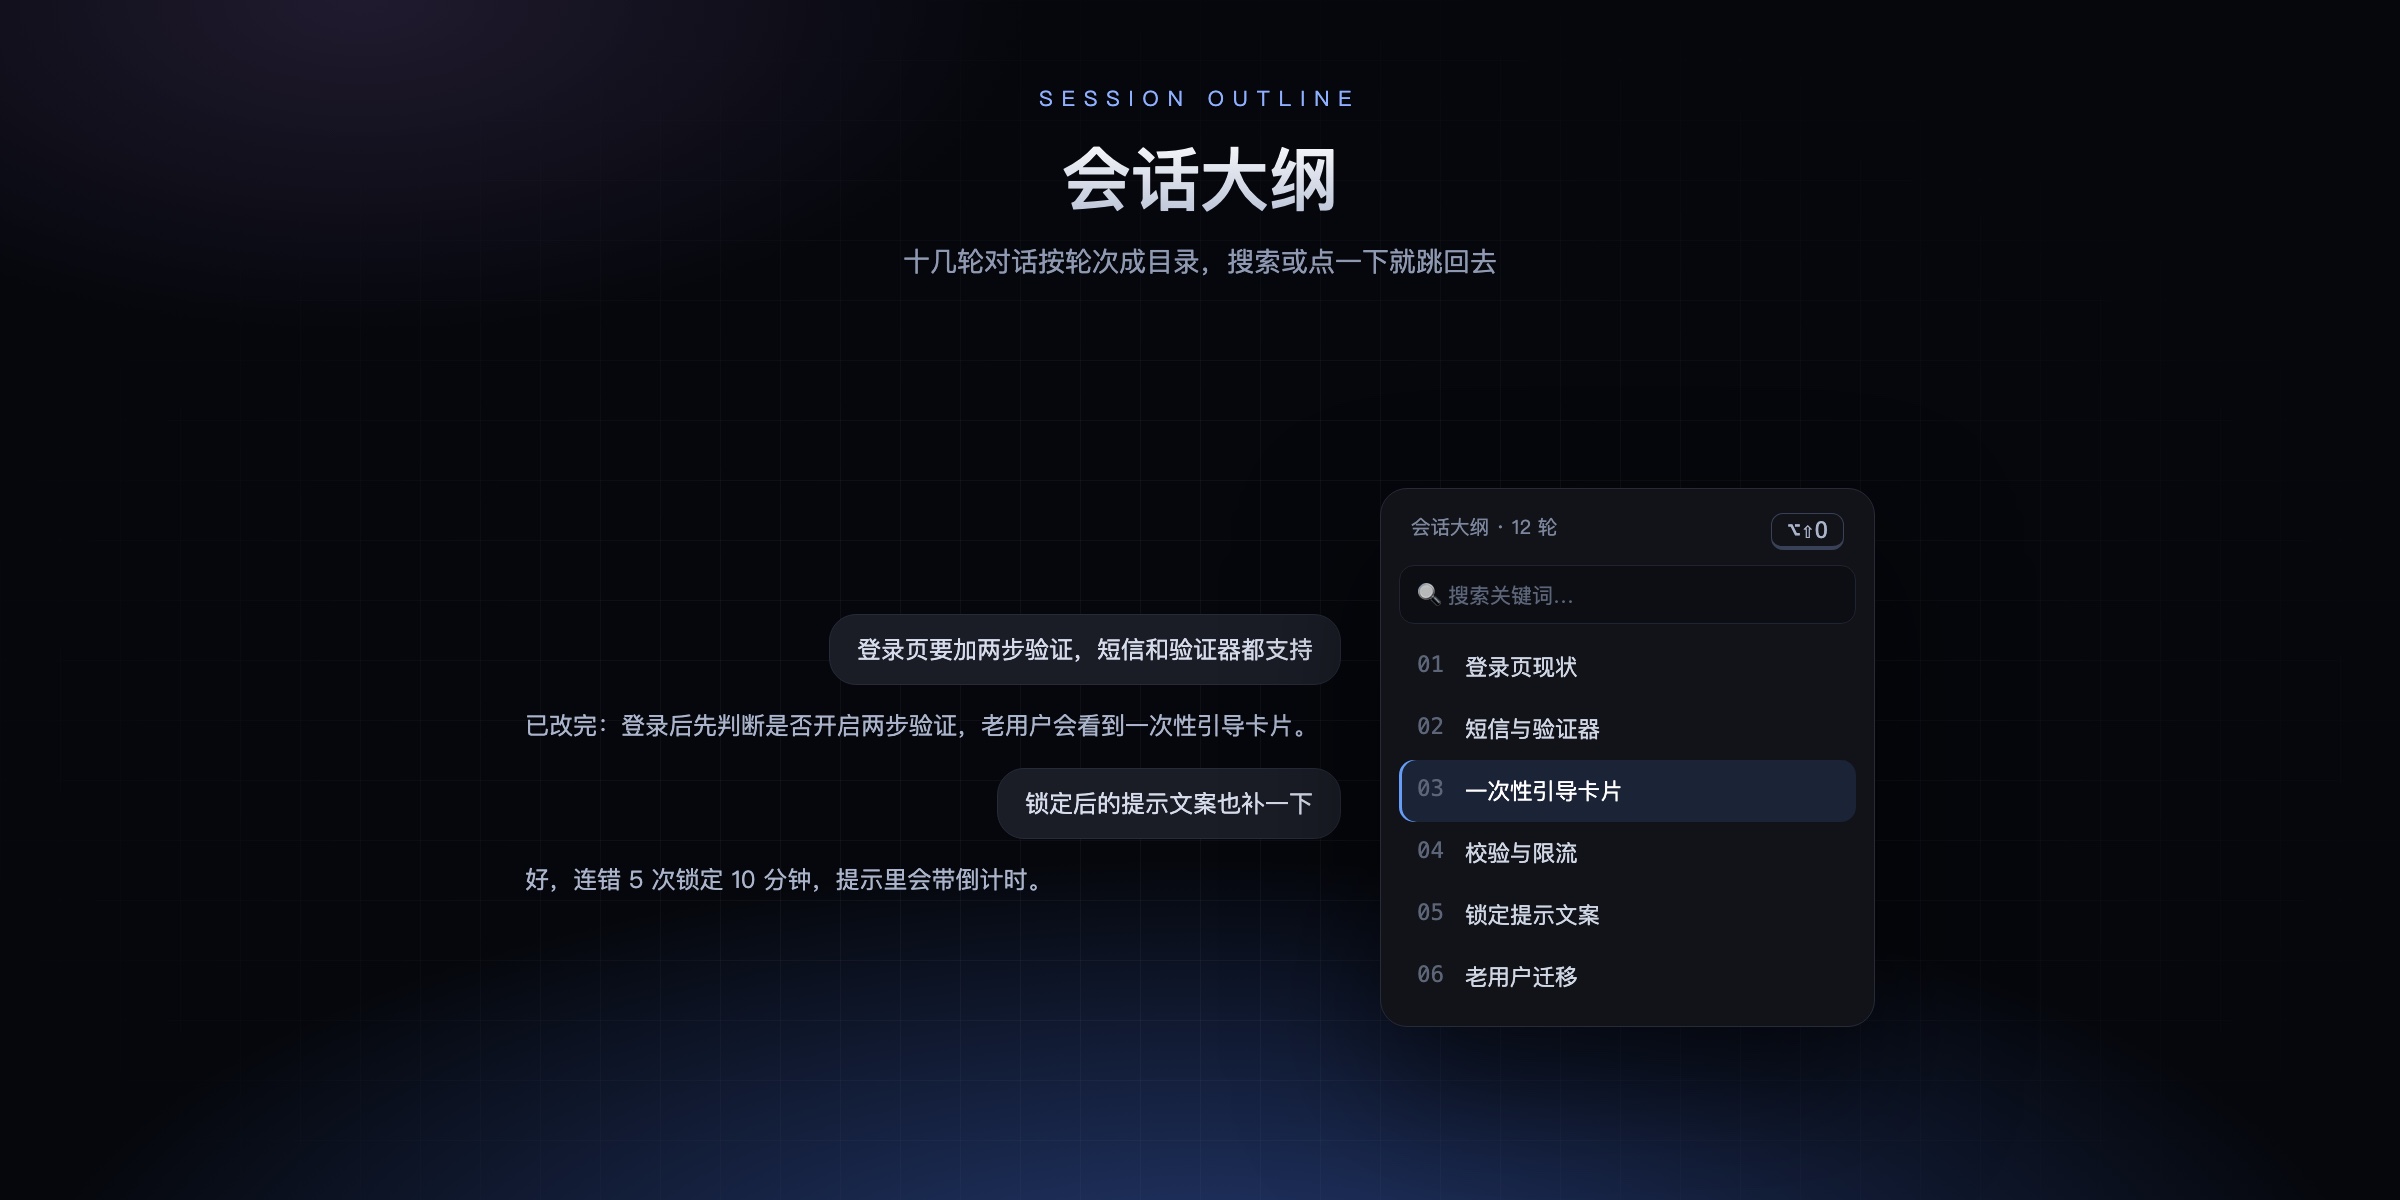 SESSION OUTLINE
会话大纲
十几轮对话按轮次成目录，搜索或点一下就跳回去
登录页要加两步验证，短信和验证器都支持
已改完：登录后先判断是否开启两步验证，老用户会看到一次性引导卡片。
锁定后的提示文案也补一下
好，连错 5 次锁定 10 分钟，提示里会带倒计时。
会话大纲 · 12 轮
⌥⇧O
搜索关键词...
01 登录页现状
02 短信与验证器
03 一次性引导卡片
04 校验与限流
05 锁定提示文案
06 老用户迁移